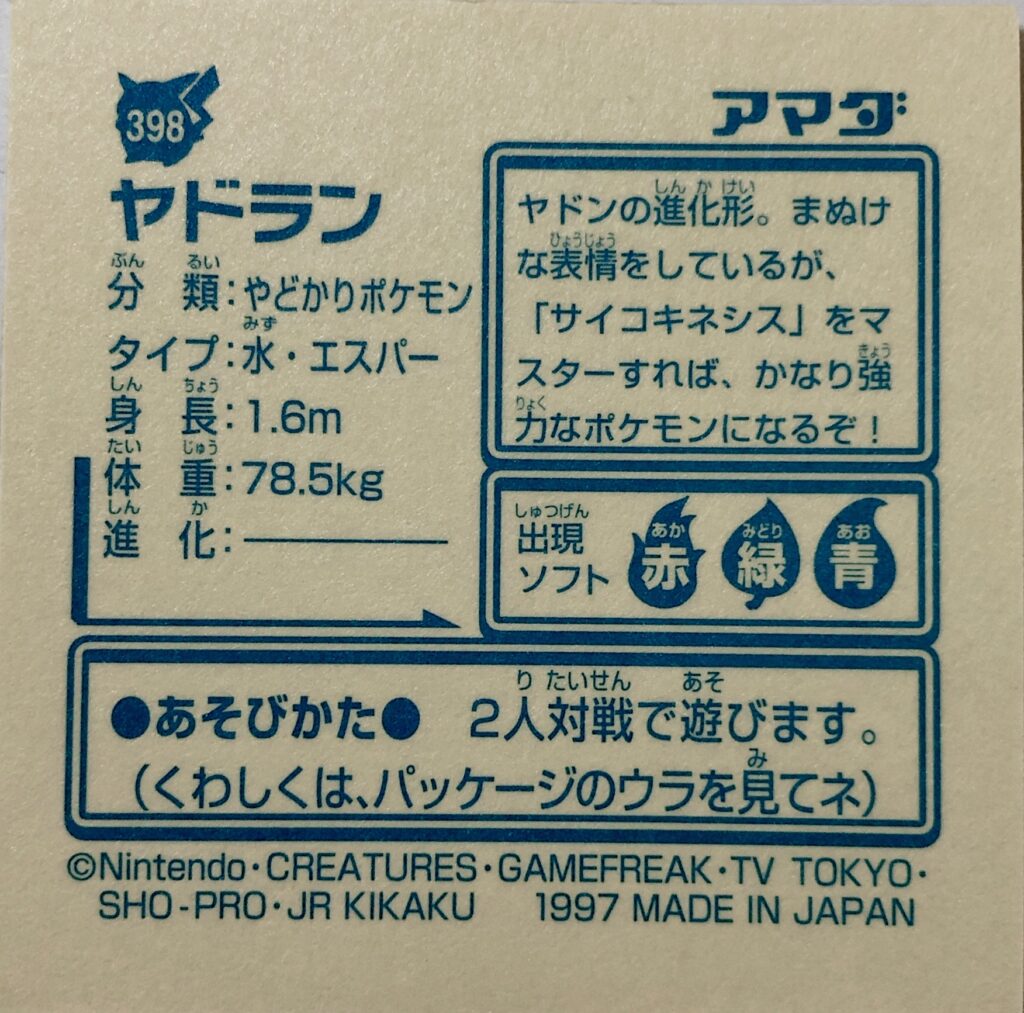 398
アマダ
ヤドラン
分類：やどかりポケモン
タイプ：水・エスパー
身長：1.6m
体重：78.5kg
進化：―――――
ヤドンの進化形。まぬけ
な表情をしているが、
「サイコキネシス」をマ
スターすれば、かなり強
力なポケモンになるぞ！
出現
ソフト
赤 緑 青
●あそびかた● 2人対戦で遊びます。
（くわしくは、パッケージのウラを見てネ）
©Nintendo・CREATURES・GAMEFREAK・TV TOKYO・
SHO-PRO・JR KIKAKU 1997 MADE IN JAPAN